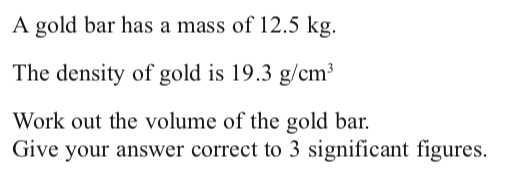 A gold bar has a mass of 12.5 kg.
The density of gold is 19.3 g/cm³
Work out the volume of the gold bar.
Give your answer correct to 3 significant figures.